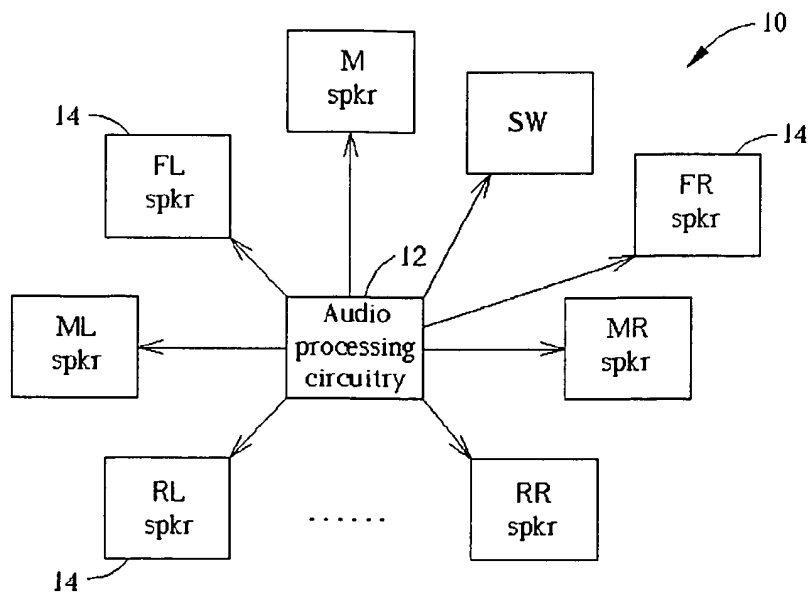 10
M
spkr
SW
14
FL
spkr
14
FR
spkr
12
Audio
processing
circuitry
ML
spkr
MR
spkr
RL
spkr
14
......
RR
spkr